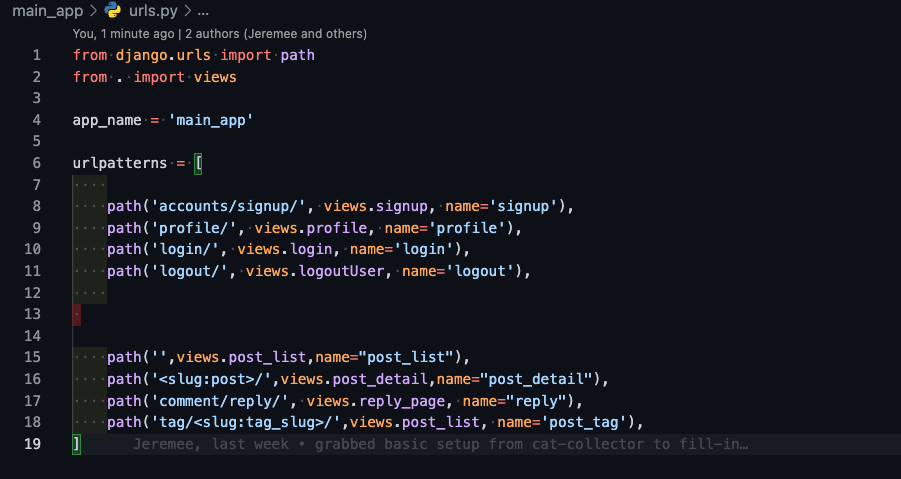 main_app > urls.py > ...
You, 1 minute ago | 2 authors (Jeremee and others)
1 from django.urls import path
2 from . import views
3
4 app_name = 'main_app'
5
6 urlpatterns = [
7
8     path('accounts/signup/', views.signup, name='signup'),
9     path('profile/', views.profile, name='profile'),
10     path('login/', views.login, name='login'),
11     path('logout/', views.logoutUser, name='logout'),
12
13
14
15     path('',views.post_list,name="post_list"),
16     path('<slug:post>/',views.post_detail,name="post_detail"),
17     path('comment/reply/', views.reply_page, name="reply"),
18     path('tag/<slug:tag_slug>/',views.post_list, name='post_tag'),
19 ]      Jeremee, last week • grabbed basic setup from cat-collector to fill-in…